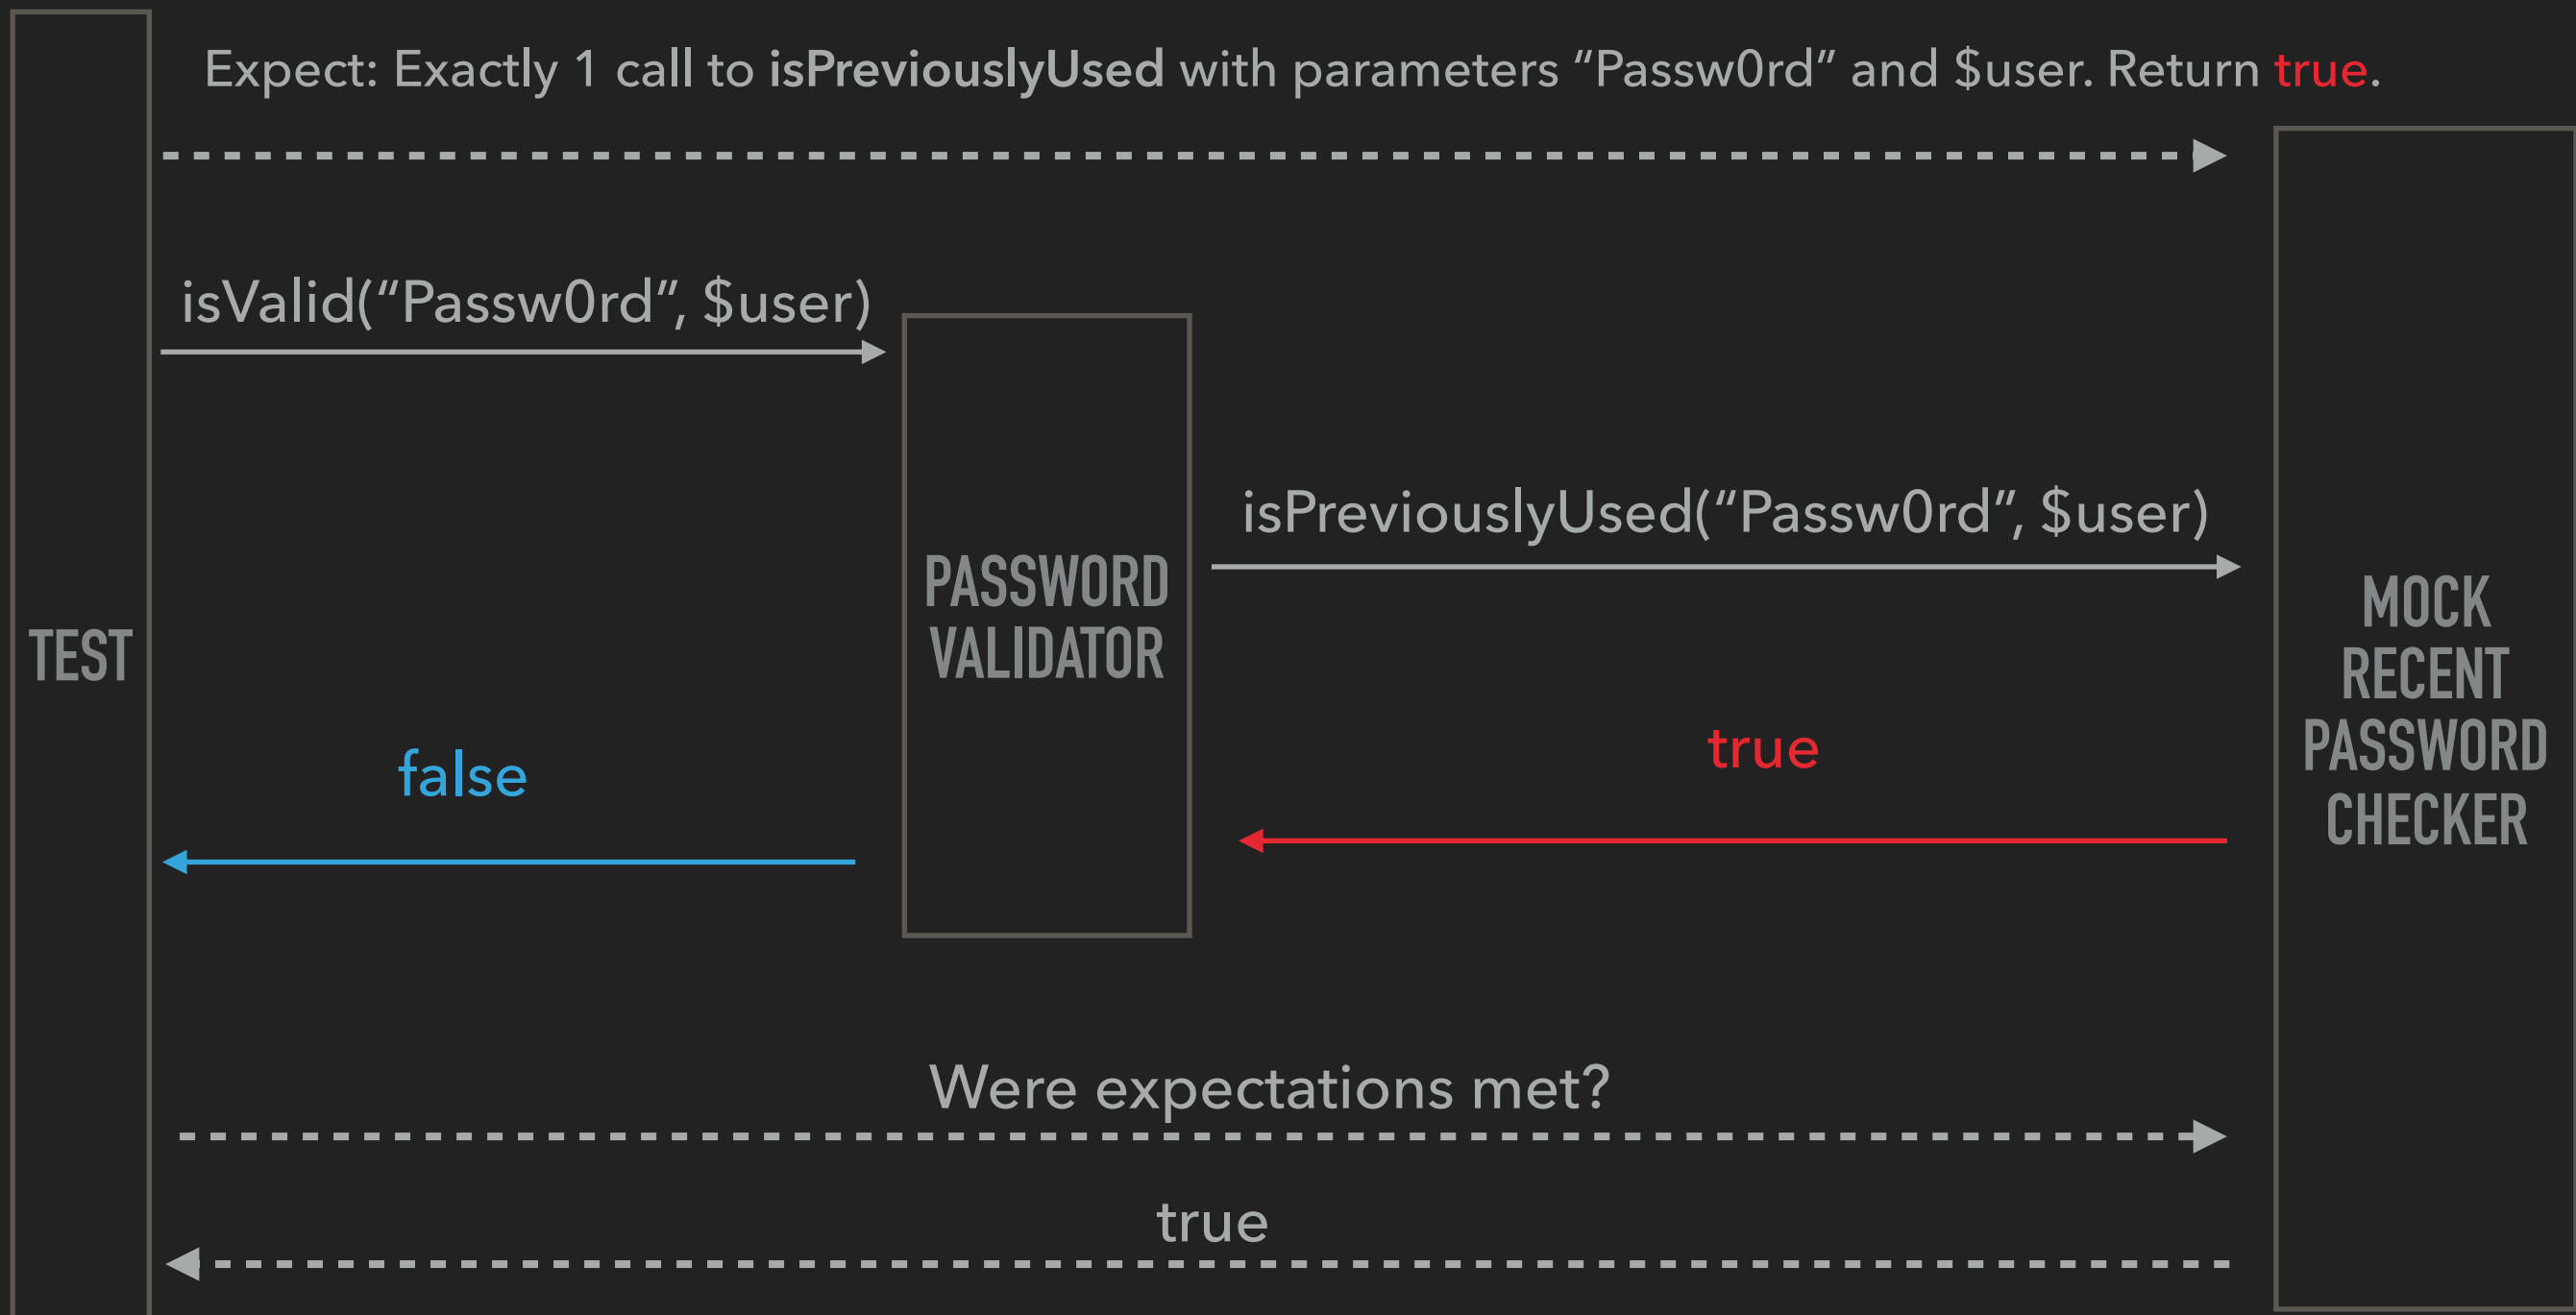 Expect: Exactly 1 call to isPreviouslyUsed with parameters “Passw0rd” and $user. Return true.
isValid(“Passw0rd”, $user)
isPreviouslyUsed(“Passw0rd”, $user)
TEST
PASSWORD
VALIDATOR
MOCK
RECENT
PASSWORD
CHECKER
true
false
Were expectations met?
true